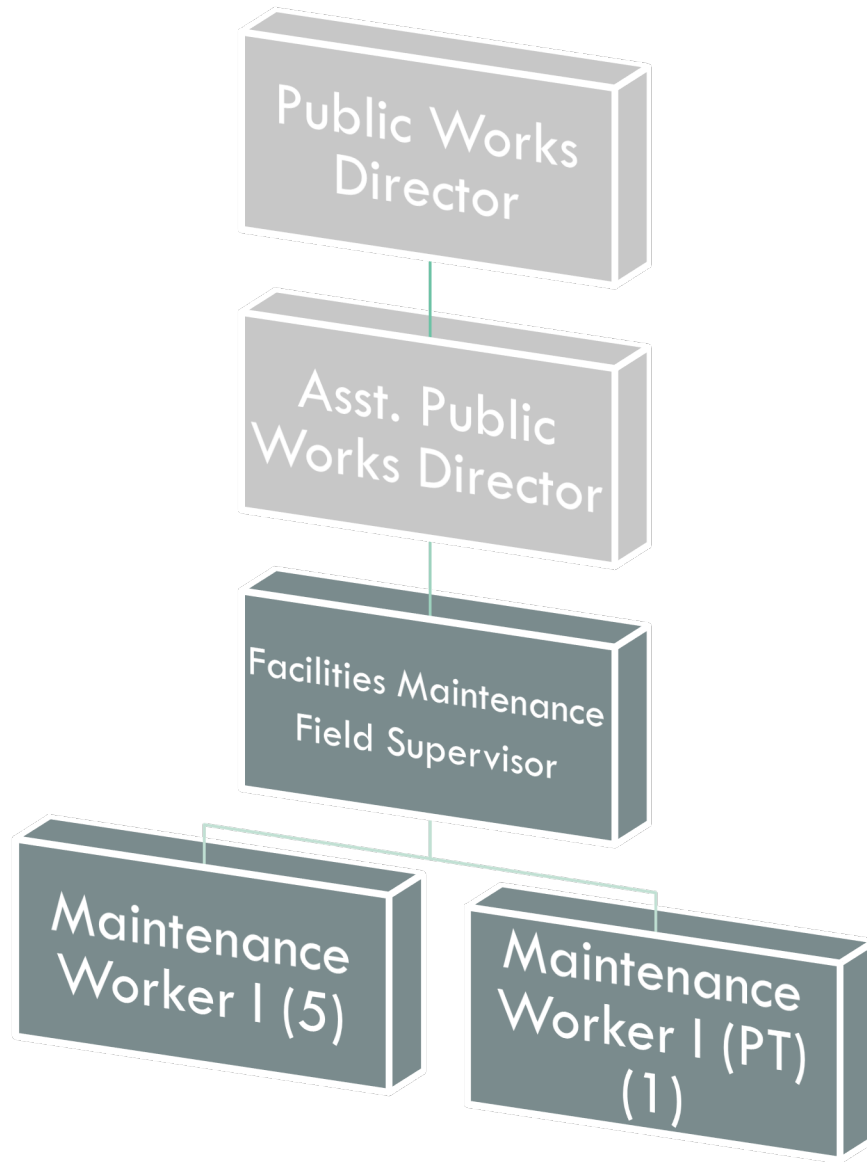 Public Works
Director
Asst. Public
Works Director
Facilities Maintenance
Field Supervisor
Maintenance
Worker I (5)
Maintenance
Worker I (PT)
(1)